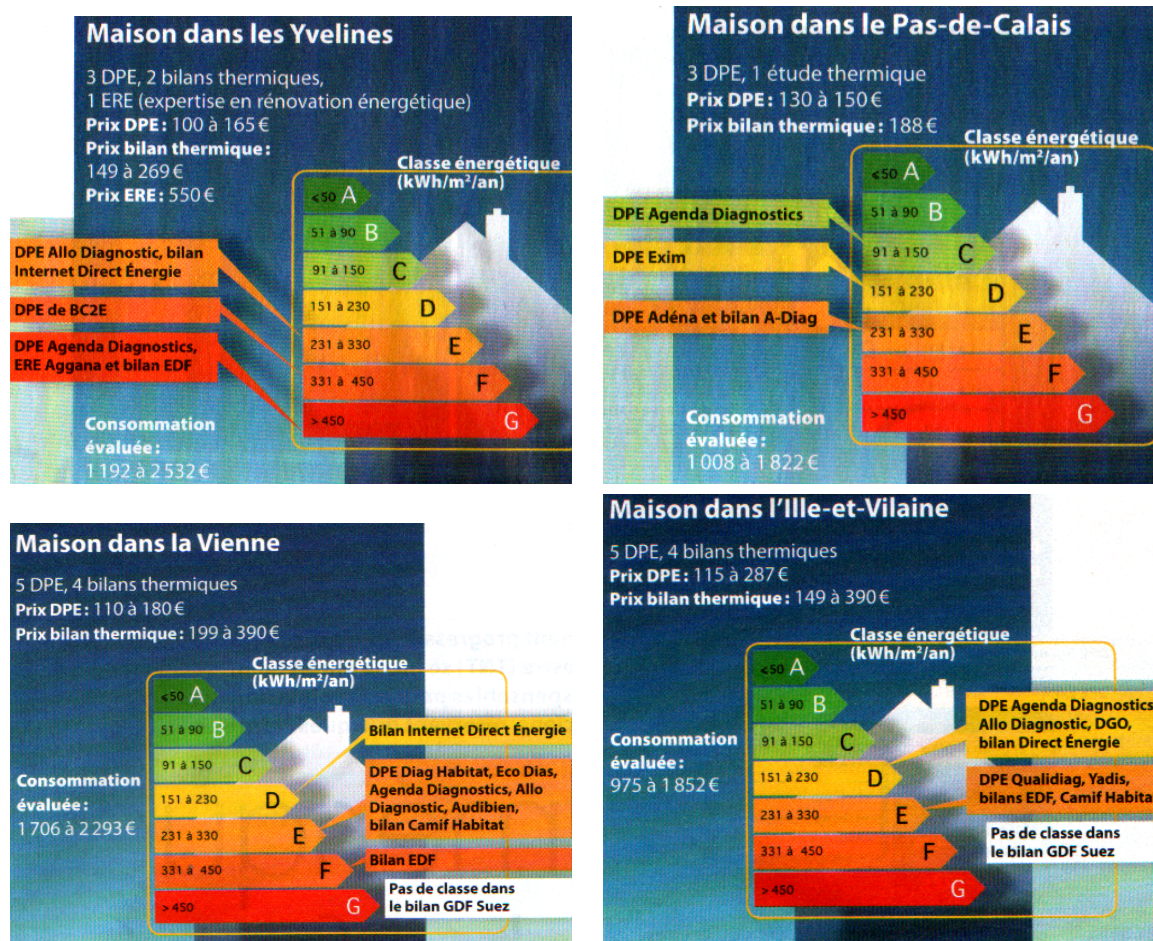 Maison dans les Yvelines
3 DPE, 2 bilans thermiques,
1 ERE (expertise en rénovation énergétique)
Prix DPE : 100 à 165 €
Prix bilan thermique :
149 à 269 €
Prix ERE : 550 €
Classe énergétique
(kWh/m²/an)
<50 A
51 à 90 B
91 à 150 C
151 à 230 D
231 à 330 E
331 à 450 F
> 450 G
DPE Allo Diagnostic, bilan
Internet Direct Énergie
DPE de BC2E
DPE Agenda Diagnostics,
ERE Aggana et bilan EDF
Consommation
évaluée :
1 192 à 2 532 €
Maison dans le Pas-de-Calais
3 DPE, 1 étude thermique
Prix DPE : 130 à 150 €
Prix bilan thermique : 188 €
Classe énergétique
(kWh/m²/an)
<50 A
51 à 90 B
91 à 150 C
151 à 230 D
231 à 330 E
331 à 450 F
> 450 G
DPE Agenda Diagnostics
DPE Exim
DPE Adéna et bilan A-Diag
Consommation
évaluée :
1 008 à 1 822 €
Maison dans la Vienne
5 DPE, 4 bilans thermiques
Prix DPE : 110 à 180 €
Prix bilan thermique : 199 à 390 €
Classe énergétique
(kWh/m²/an)
<50 A
51 à 90 B
91 à 150 C
151 à 230 D
231 à 330 E
331 à 450 F
> 450 G
Bilan Internet Direct Énergie
DPE Diag Habitat, Eco Dias,
Agenda Diagnostics, Allo
Diagnostic, Audibien,
bilan Camif Habitat
Bilan EDF
Pas de classe dans
le bilan GDF Suez
Consommation
évaluée :
1 706 à 2 293 €
Maison dans l'Ille-et-Vilaine
5 DPE, 4 bilans thermiques
Prix DPE : 115 à 287 €
Prix bilan thermique : 149 à 390 €
Classe énergétique
(kWh/m²/an)
<50 A
51 à 90 B
91 à 150 C
151 à 230 D
231 à 330 E
331 à 450 F
> 450 G
DPE Agenda Diagnostics
Allo Diagnostic, DGO,
bilan Direct Énergie
DPE Qualidiag, Yadis,
bilans EDF, Camif Habita
Pas de classe dans
le bilan GDF Suez
Consommation
évaluée :
975 à 1 852 €